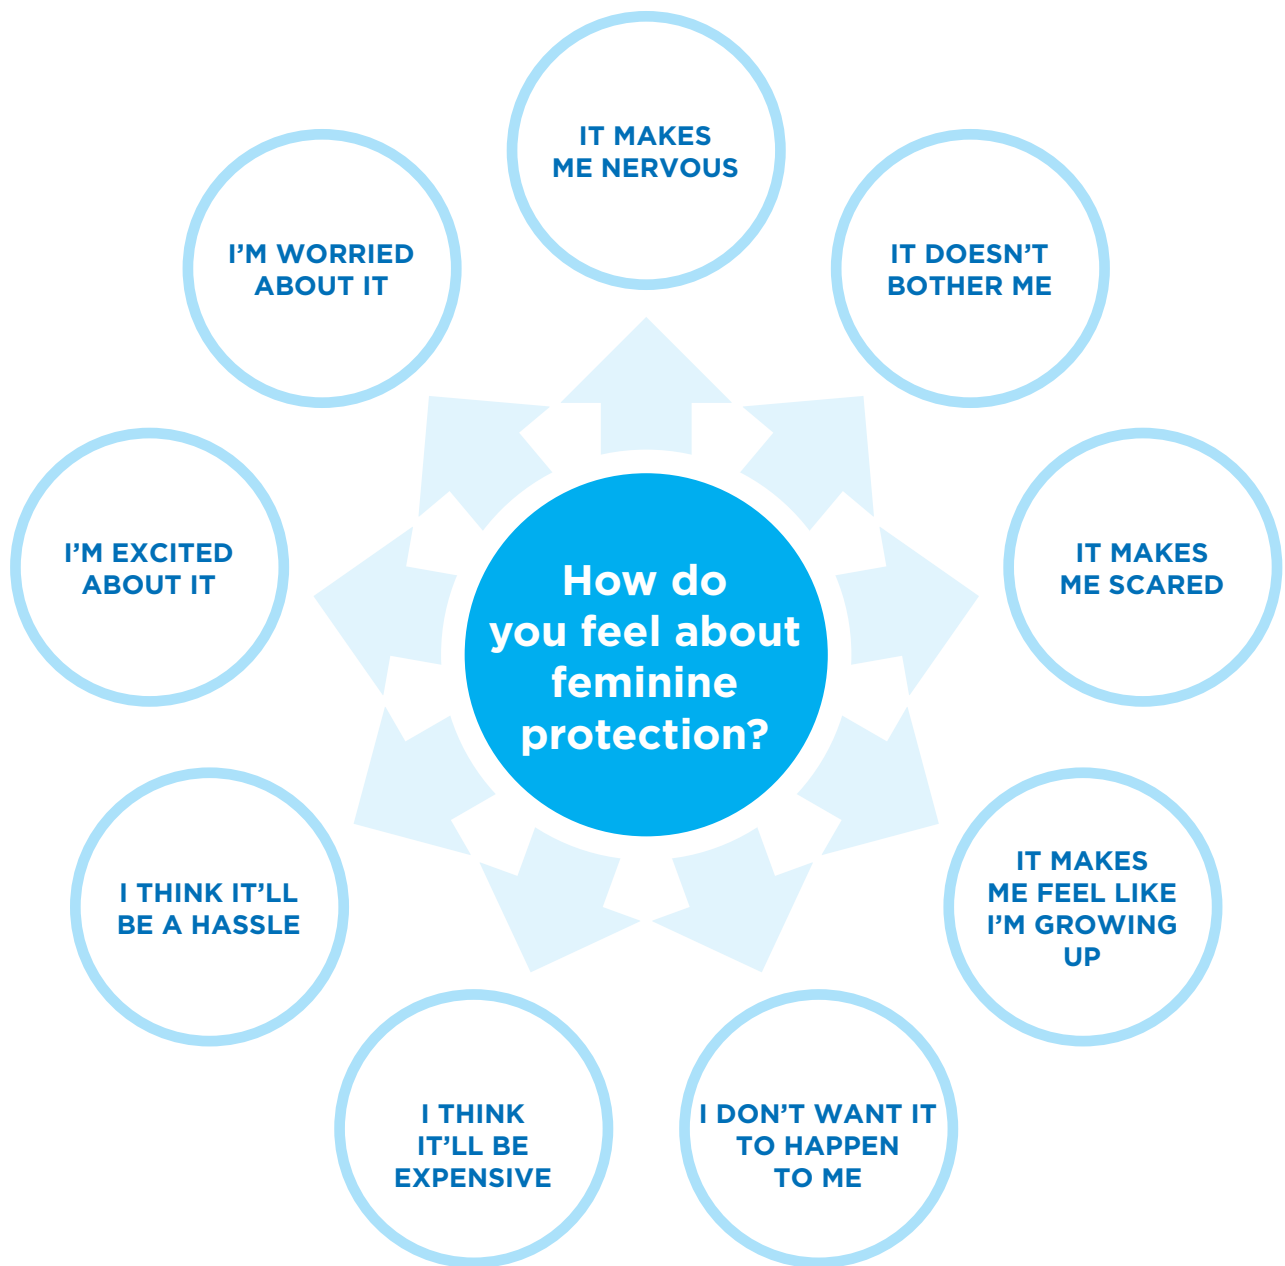 IT MAKES
ME NERVOUS
IT DOESN'T
BOTHER ME
IT MAKES
ME SCARED
IT MAKES
ME FEEL LIKE
I'M GROWING
UP
I DON'T WANT IT
TO HAPPEN
TO ME
I THINK
IT'LL BE
EXPENSIVE
I THINK IT'LL
BE A HASSLE
I'M EXCITED
ABOUT IT
I'M WORRIED
ABOUT IT
How do
you feel about
feminine
protection?